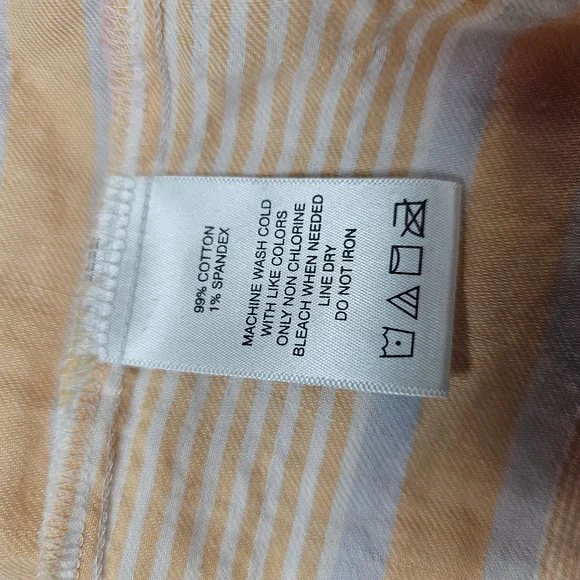 99% COTTON
1% SPANDEX
MACHINE WASH COLD
WITH LIKE COLORS
ONLY NON CHLORINE
BLEACH WHEN NEEDED
LINE DRY
DO NOT IRON